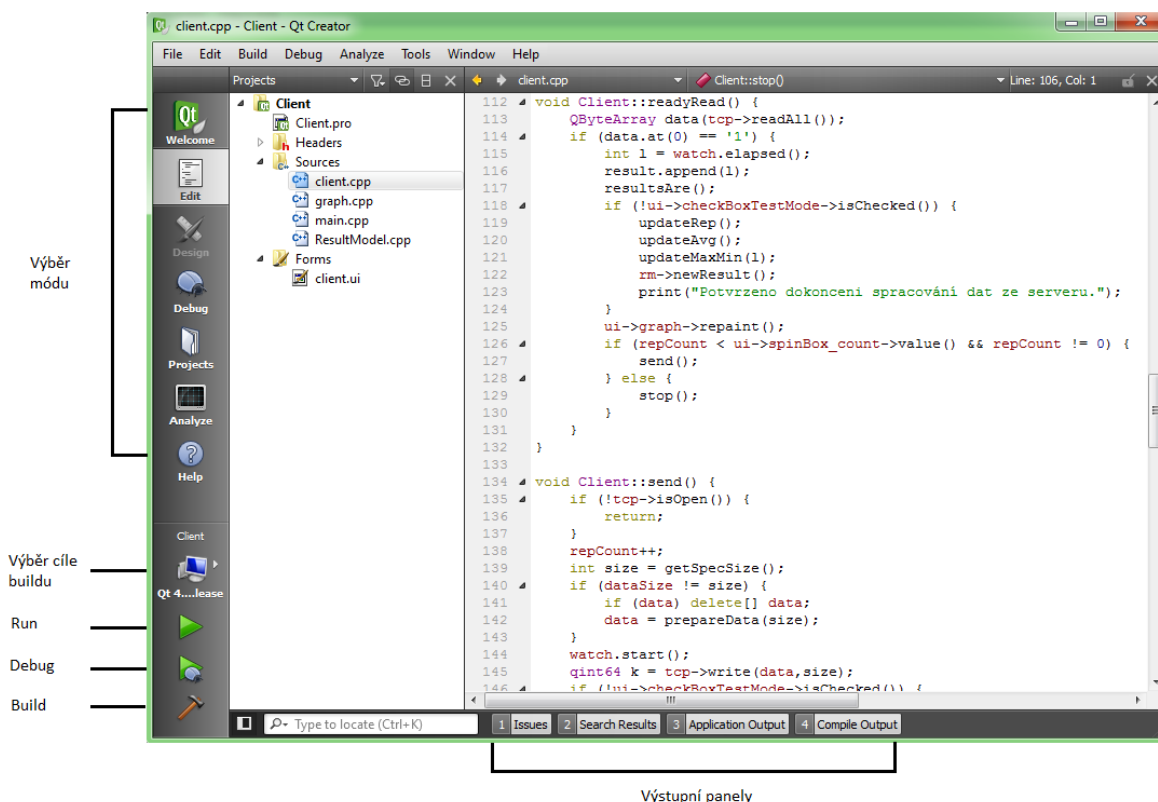 client.cpp - Client - Qt Creator
File Edit Build Debug Analyze Tools Window Help
Projects
client.cpp
Client::stop()
Line: 106, Col: 1
Welcome
Edit
Design
Debug
Projects
Analyze
Help
Client
Qt 4....lease
Client
Client.pro
Headers
Sources
client.cpp
graph.cpp
main.cpp
ResultModel.cpp
Forms
client.ui
112 void Client::readyRead() {
113 QByteArray data(tcp->readAll());
114 if (data.at(0) == '1') {
115 int l = watch.elapsed();
116 result.append(l);
117 resultsAre();
118 if (!ui->checkBoxTestMode->isChecked()) {
119 updateRep();
120 updateAvg();
121 updateMaxMin(l);
122 rm->newResult();
123 print("Potvrzeno dokonceni spracování dat ze serveru.");
124 }
125 ui->graph->repaint();
126 if (repCount < ui->spinBox_count->value() && repCount != 0) {
127 send();
128 } else {
129 stop();
130 }
131 }
132 }
133
134 void Client::send() {
135 if (!tcp->isOpen()) {
136 return;
137 }
138 repCount++;
139 int size = getSpecSize();
140 if (dataSize != size) {
141 if (data) delete[] data;
142 data = prepareData(size);
143 }
144 watch.start();
145 qint64 k = tcp->write(data,size);
146 if (!ui->checkBoxTestMode->isChecked()) {
Type to locate (Ctrl+K)
1 Issues 2 Search Results 3 Application Output 4 Compile Output
Výběr
módu
Výběr cíle
buildu
Run
Debug
Build
Výstupní panely